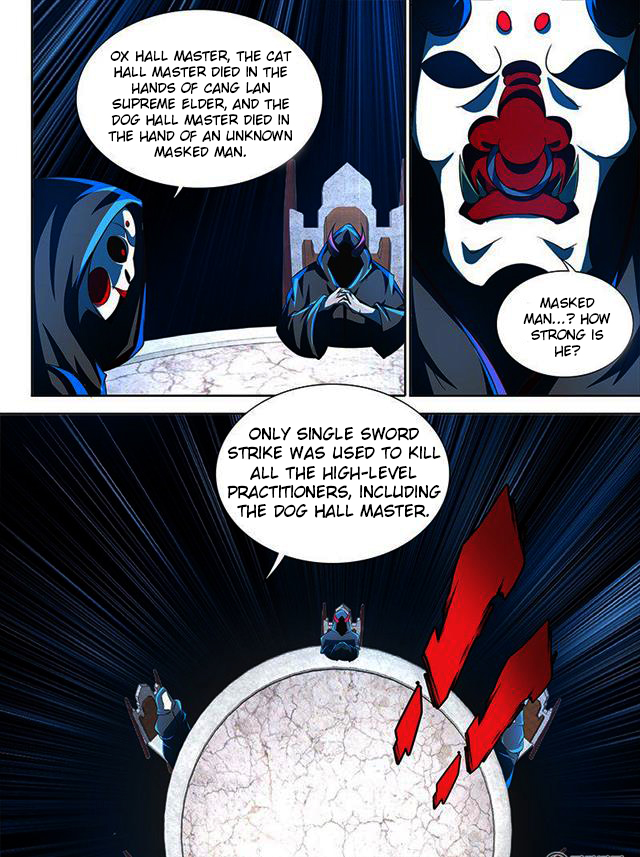 OX HALL MASTER, THE CAT
HALL MASTER DIED IN THE
HANDS OF CANG LAN
SUPREME ELDER, AND THE
DOG HALL MASTER DIED IN
THE HAND OF AN UNKNOWN
MASKED MAN.
MASKED
MAN...? HOW
STRONG IS
HE?
ONLY SINGLE SWORD
STRIKE WAS USED TO KILL
ALL THE HIGH-LEVEL
PRACTITIONERS, INCLUDING
THE DOG HALL MASTER.